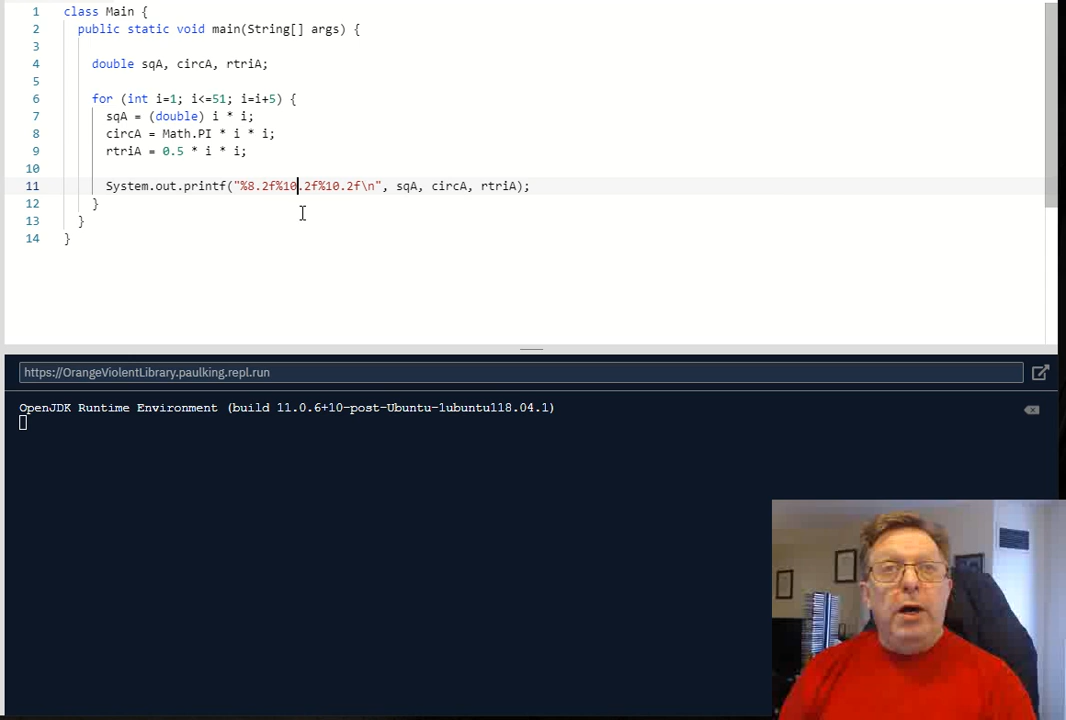 1 class Main {
2 public static void main(String[] args) {
3
4 double sqA, circA, rtriA;
5
6 for (int i=1; i<=51; i=i+5) {
7 sqA = (double) i * i;
8 circA = Math.PI * i * i;
9 rtriA = 0.5 * i * i;
10
11 System.out.printf("%8.2f%10.2f%10.2f\n", sqA, circA, rtriA);
12 }
13 }
14 }
https://OrangeViolentLibrary.paulking.repl.run
OpenJDK Runtime Environment (build 11.0.6+10-post-Ubuntu-1ubuntu118.04.1)